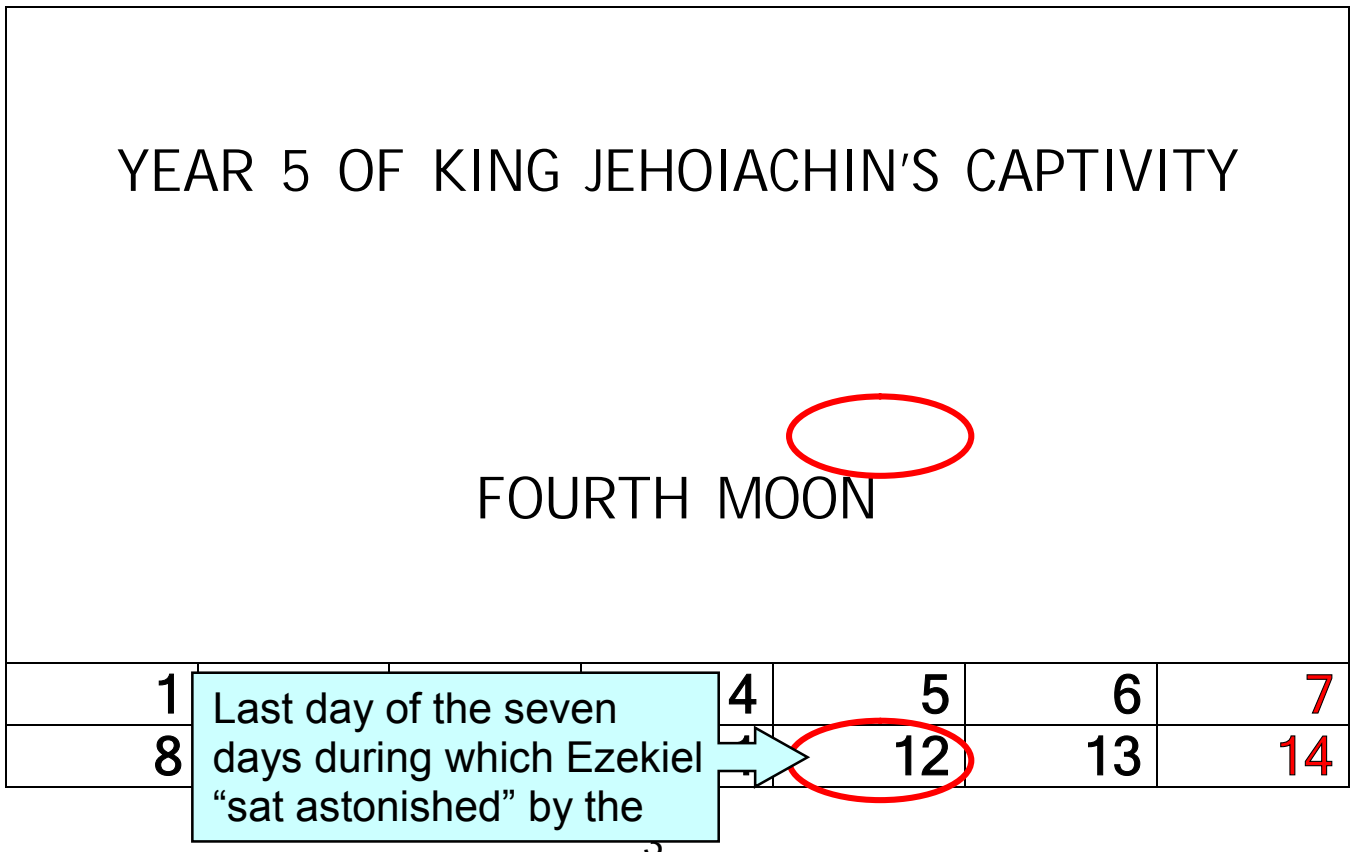 YEAR 5 OF KING JEHOIACHIN'S CAPTIVITY
FOURTH MOON
1 4 5 6 7
8 12 13 14
Last day of the seven
days during which Ezekiel
“sat astonished” by the